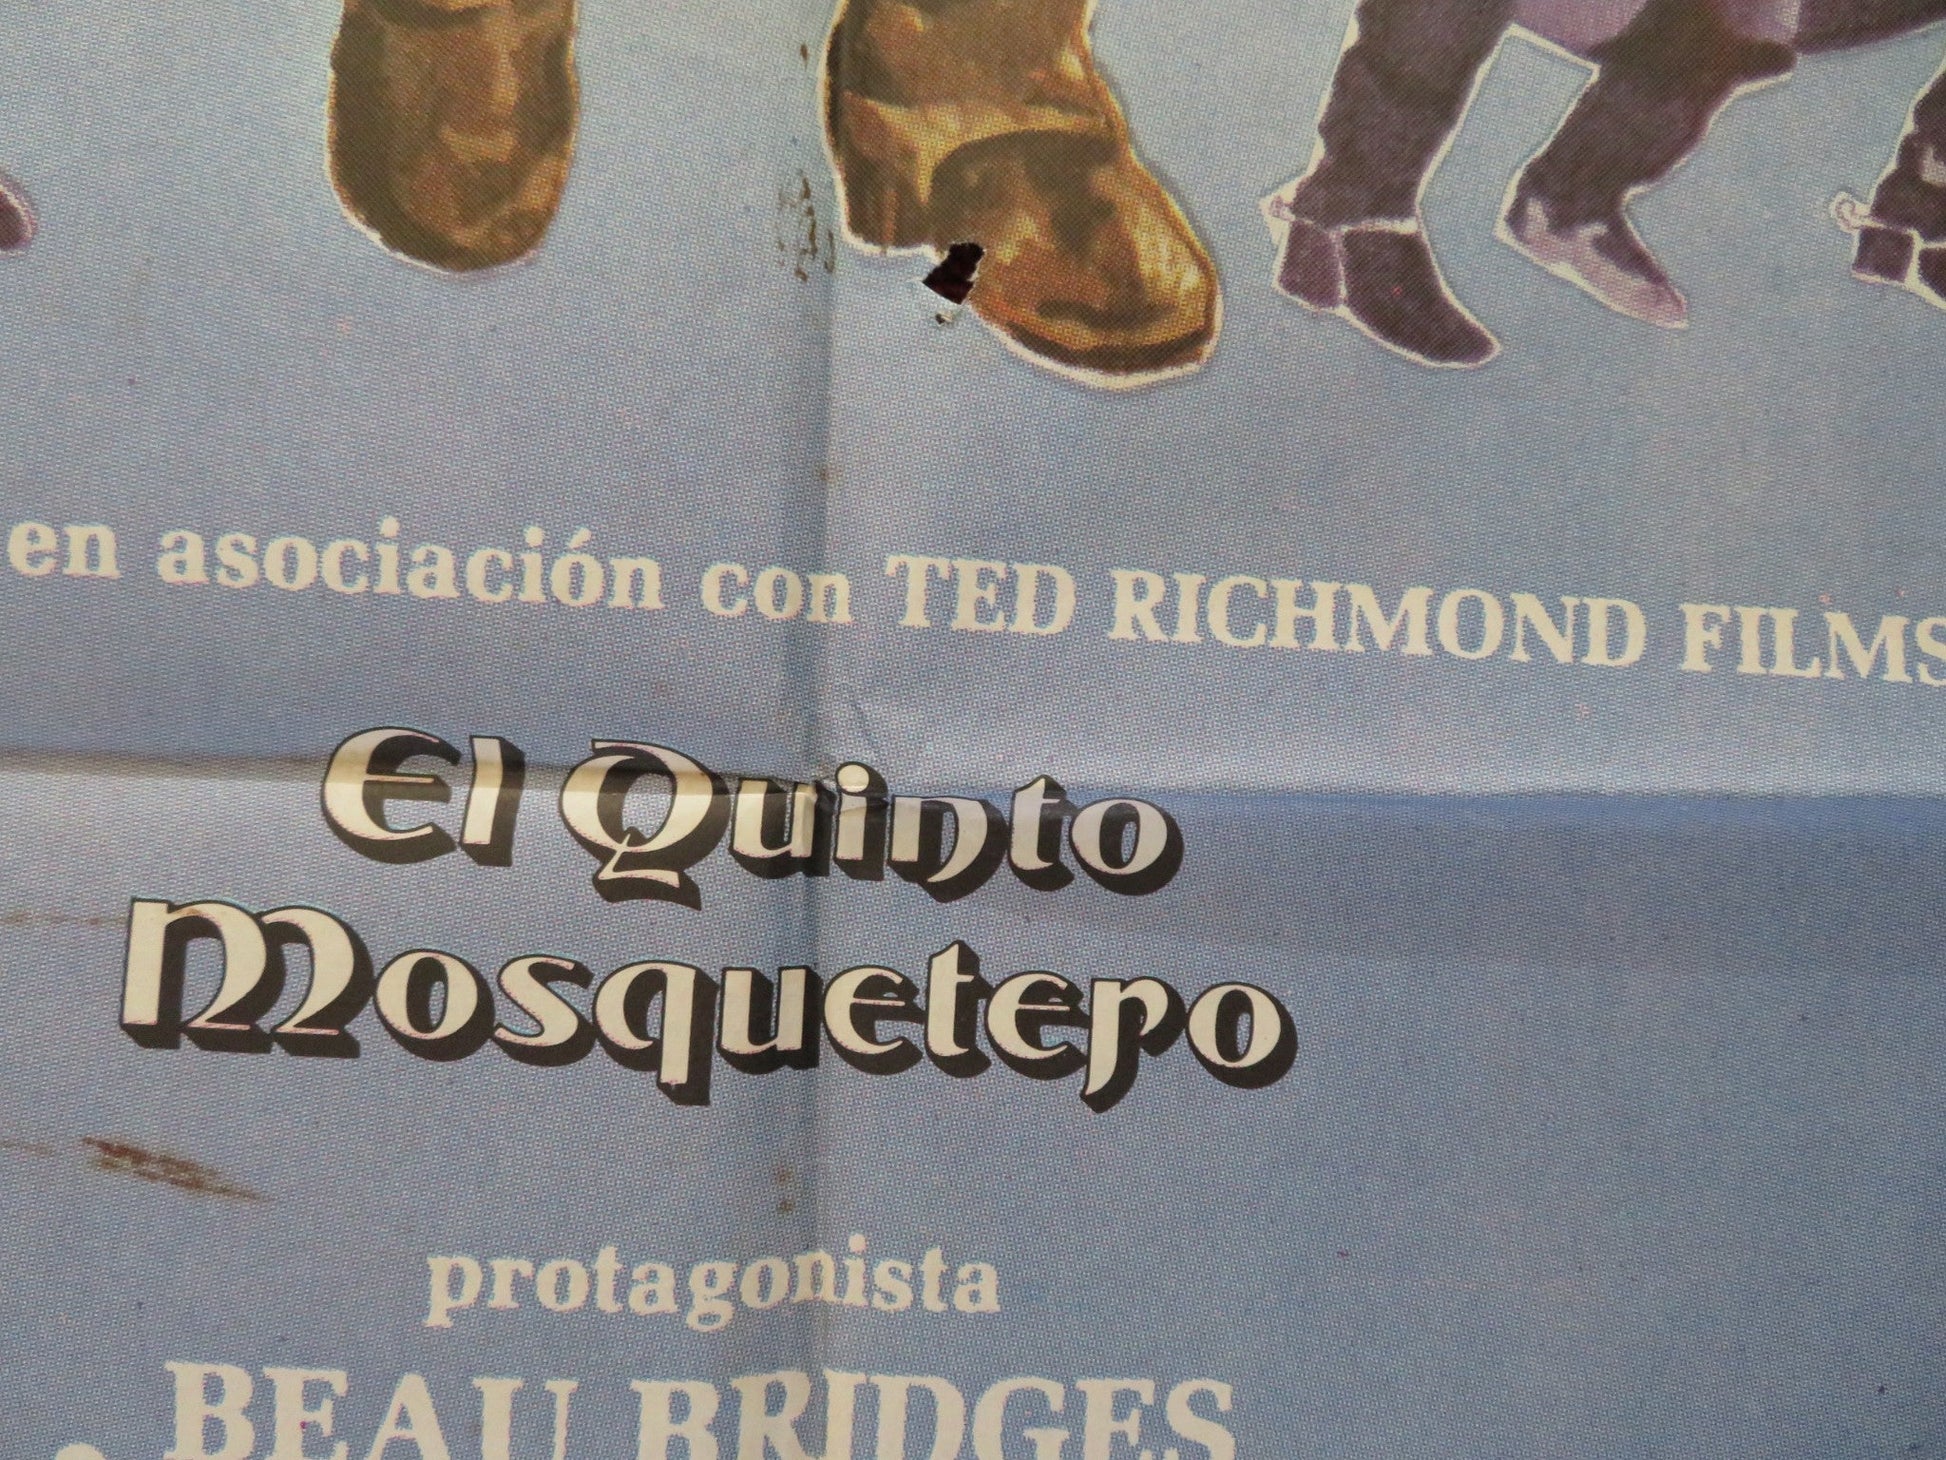 en asociación con TED RICHMOND FILMS
El Quinto
Mosquetero
protagonista
BEAU BRIDGES